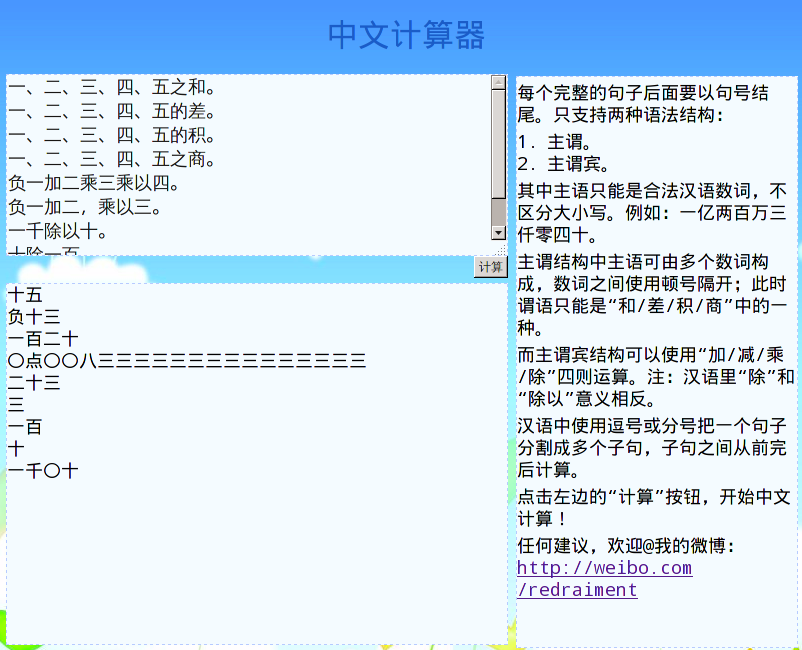 中文计算器
一、二、三、四、五之和。
一、二、三、四、五的差。
一、二、三、四、五的积。
一、二、三、四、五之商。
负一加二乘三乘以四。
负一加二，乘以三。
一千除以十。
十除一百
计算
十五
负十三
一百二十
〇点〇〇八三三三三三三三三三三三三三三三
二十三
三
一百
十
一千〇十
每个完整的句子后面要以句号结
尾。只支持两种语法结构：
1. 主谓。
2. 主谓宾。
其中主语只能是合法汉语数词，不
区分大小写。例如：一亿两百万三
仟零四十。
主谓结构中主语可由多个数词构
成，数词之间使用顿号隔开；此时
谓语只能是“和/差/积/商”中的一
种。
而主谓宾结构可以使用“加/减/乘
/除”四则运算。注：汉语里“除”和
“除以”意义相反。
汉语中使用逗号或分号把一个句子
分割成多个子句，子句之间从前完
后计算。
点击左边的“计算”按钮，开始中文
计算！
任何建议，欢迎@我的微博：
http://weibo.com
/redraiment